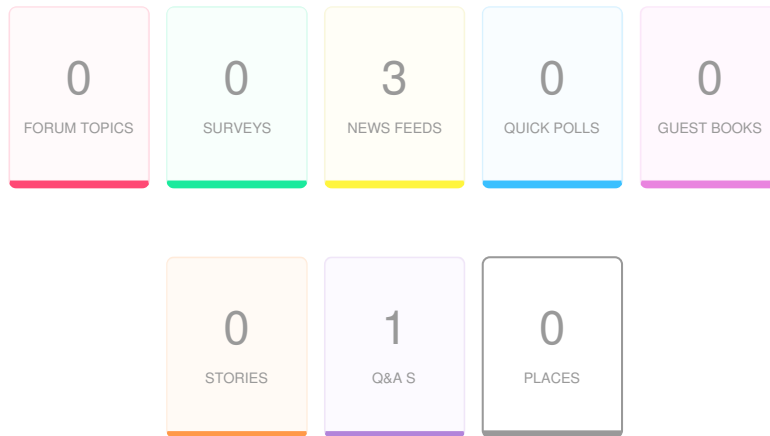 0 0 3 0 0
FORUM TOPICS SURVEYS NEWS FEEDS QUICK POLLS GUEST BOOKS
0 1 0
STORIES Q&A S PLACES